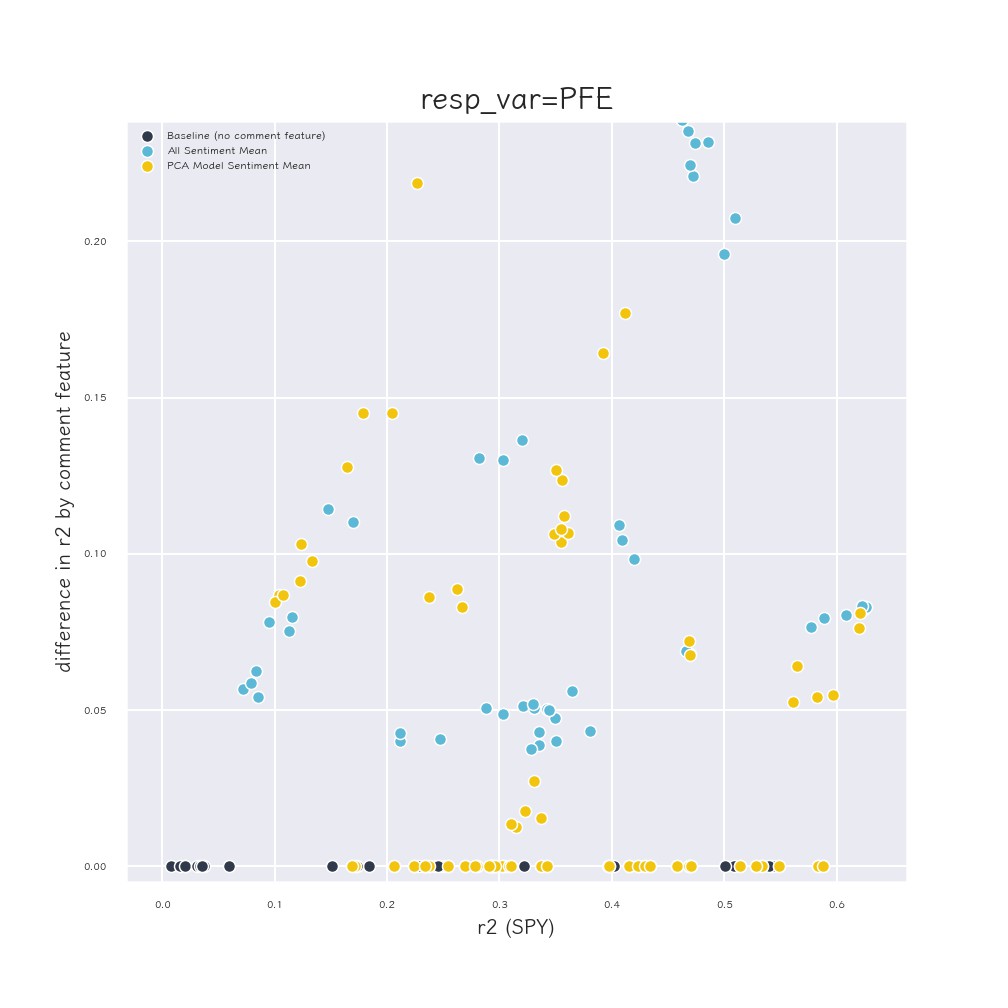 resp_var=PFE
Baseline (no comment feature)
All Sentiment Mean
PCA Model Sentiment Mean
difference in r2 by comment feature
0.20
0.15
0.10
0.05
0.00
0.0 0.1 0.2 0.3 0.4 0.5 0.6
r2 (SPY)